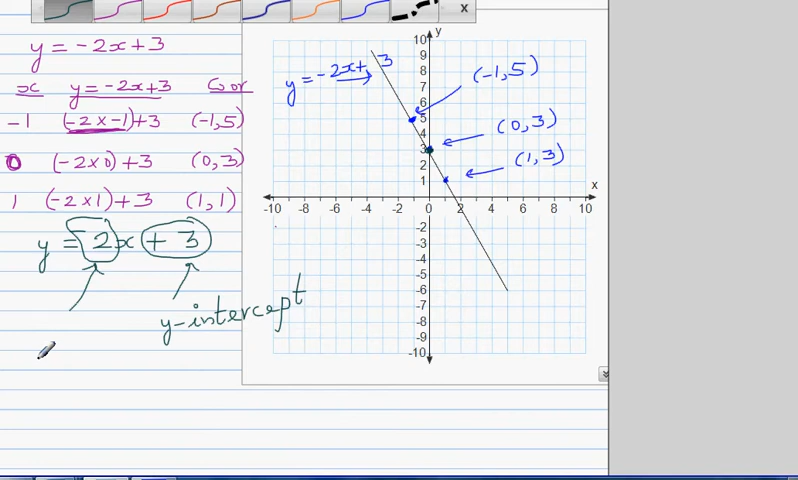 y = -2x + 3
x y = -2x+3 Coor
-1 (-2 x -1)+3 (-1,5)
0 (-2x0) + 3 (0,3)
1 (-2x1) + 3 (1,1)
y = 2x + 3
y-intercept
x
y
x
y = -2x + 3
(-1,5)
(0,3)
(1,3)
10
9
8
7
6
5
4
3
2
1
-10 -8 -6 -4 -2 0 2 4 6 8 10
-2
-3
-4
-5
-6
-7
-8
-9
-10